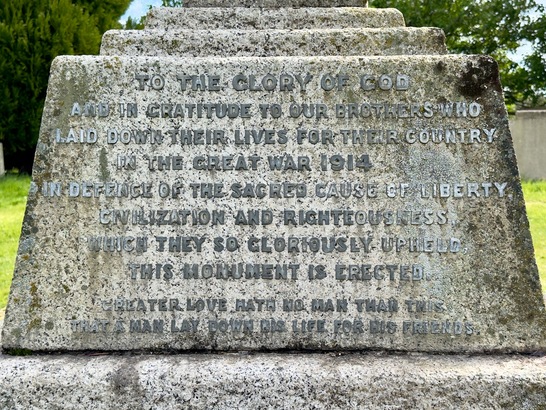 TO THE GLORY OF GOD
AND IN GRATITUDE TO OUR BROTHERS WHO
LAID DOWN THEIR LIVES FOR THEIR COUNTRY
IN THE GREAT WAR 1914
IN DEFENCE OF THE SACRED CAUSE OF LIBERTY
CIVILIZATION AND RIGHTEOUSNESS,
WHICH THEY SO GLORIOUSLY UPHELD
THIS MONUMENT IS ERECTED.
GREATER LOVE HATH NO MAN THAN THIS
THAT A MAN LAY DOWN HIS LIFE FOR HIS FRIENDS.